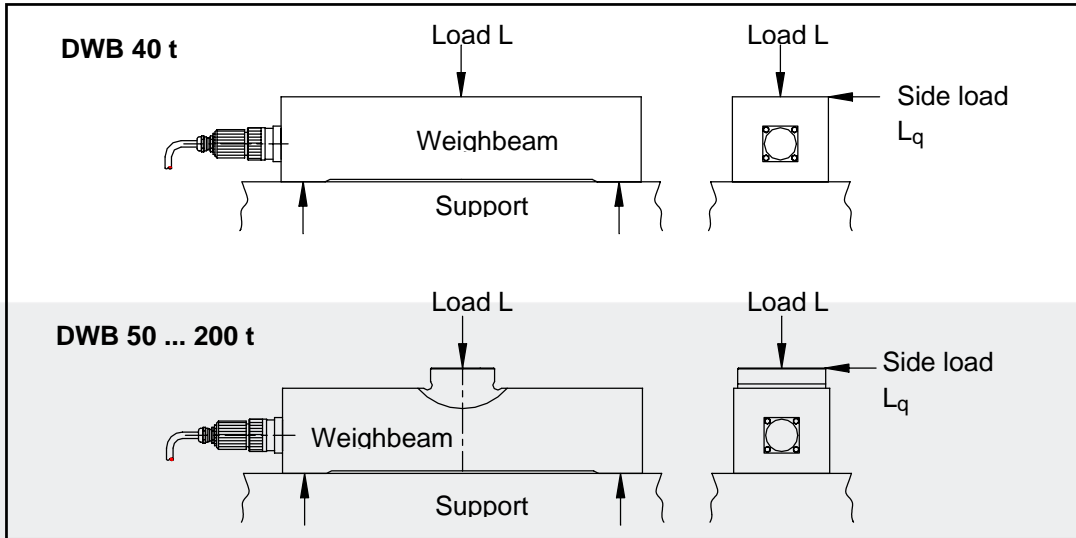 DWB 40 t
Load L
Load L
Side load
Lq
Weighbeam
Support
Load L
Load L
DWB 50 ... 200 t
Side load
Lq
Weighbeam
Support